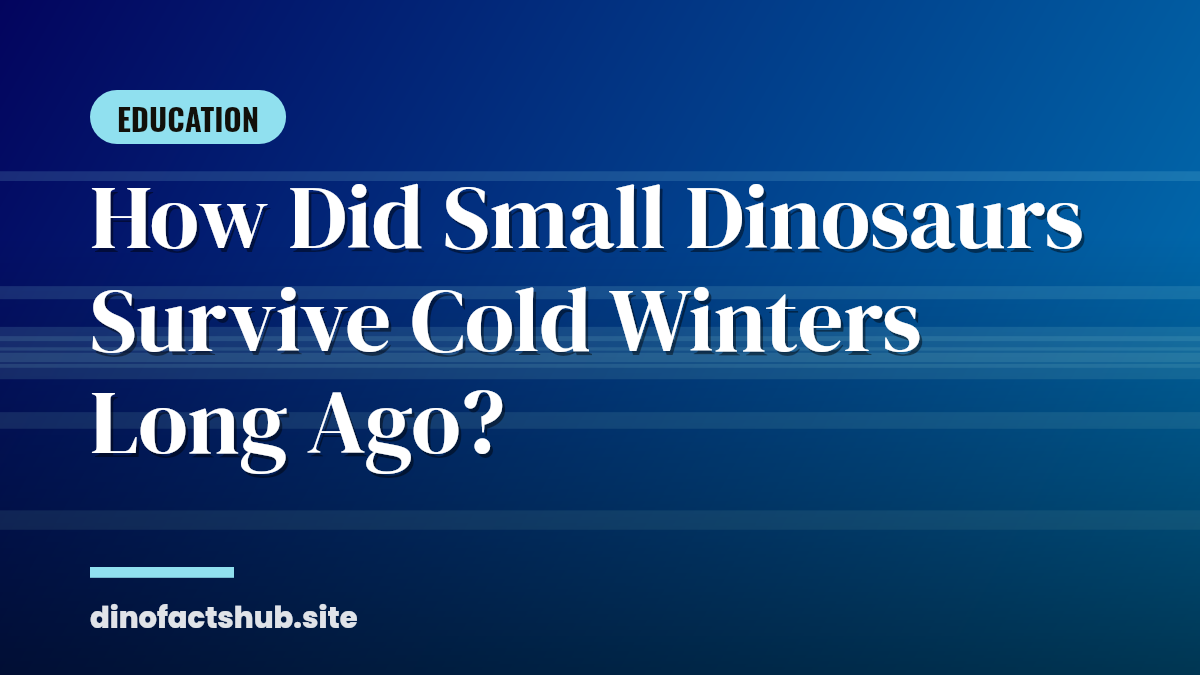 EDUCATION
How Did Small Dinosaurs
Survive Cold Winters
Long Ago?
dinofactshub.site